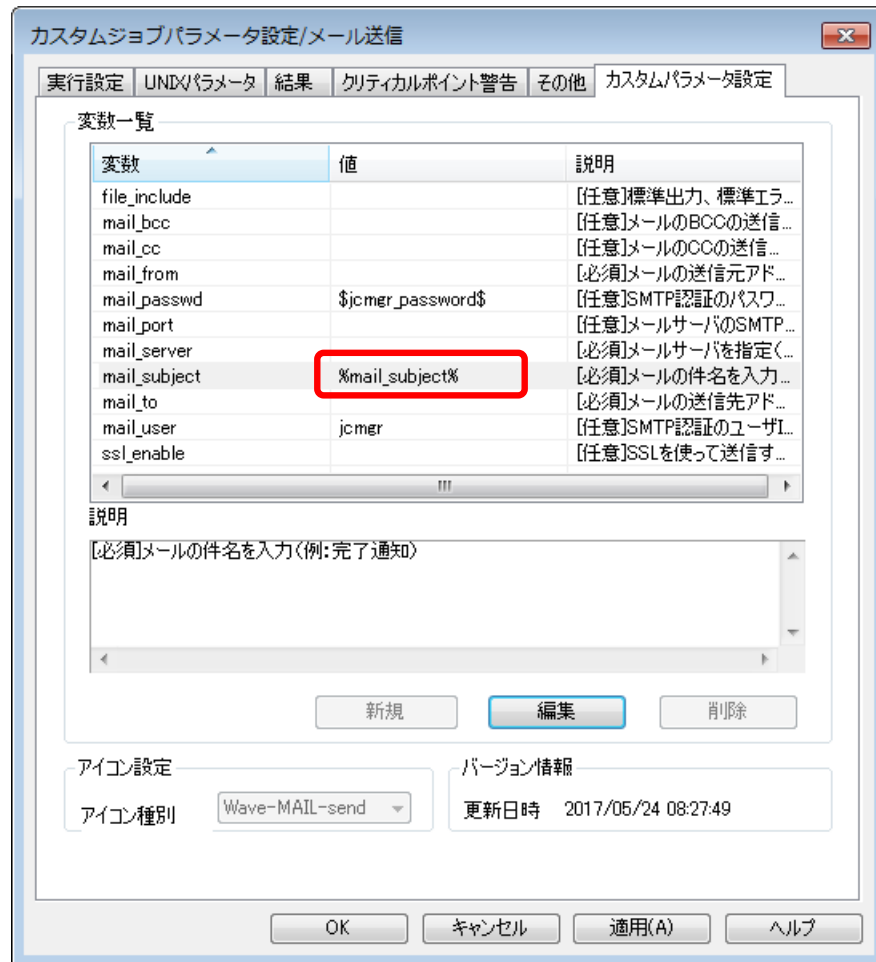 カスタムジョブパラメータ設定/メール送信
実行設定 UNIXパラメータ 結果 クリティカルポイント警告 その他 カスタムパラメータ設定
変数一覧
変数 値 説明
file_include [任意]標準出力、標準エラ...
mail_bcc [任意]メールのBCCの送信...
mail_cc [任意]メールのCCの送信...
mail_from [必須]メールの送信元アド...
mail_passwd $jcmgr_password$ [任意]SMTP認証のパスワ...
mail_port [任意]メールサーバのSMTP...
mail_server [必須]メールサーバを指定(...
mail_subject %mail_subject% [必須]メールの件名を入力...
mail_to [必須]メールの送信先アド...
mail_user jcmgr [任意]SMTP認証のユーザI...
ssl_enable [任意]SSLを使って送信す...
説明
[必須]メールの件名を入力(例:完了通知)
新規 編集 削除
アイコン設定 バージョン情報
アイコン種別 Wave-MAIL-send 更新日時 2017/05/24 08:27:49
OK キャンセル 適用(A) ヘルプ